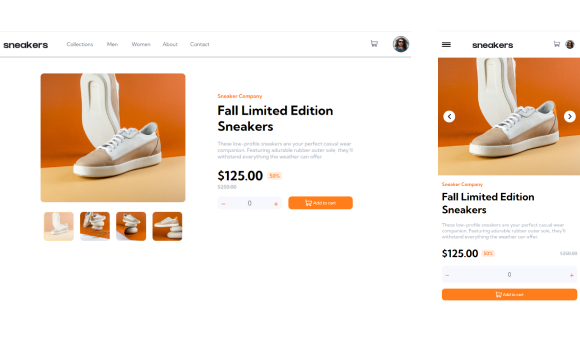 sneakers
Collections Men Women About Contact
Sneaker Company
Fall Limited Edition
Sneakers
These low-profile sneakers are your perfect casual wear
companion. Featuring adurable rubber outer sole they'll
withstand everything the weather can offer.
$125.00 50%
$250.00
− 0 +
Add to cart
sneakers
Sneaker Company
Fall Limited Edition
Sneakers
These low-profile sneakers are your perfect casual wear
companion. Featuring adurable rubber outer sole they'll
withstand everything the weather can offer.
$125.00 50% $250.00
− 0 +
Add to cart